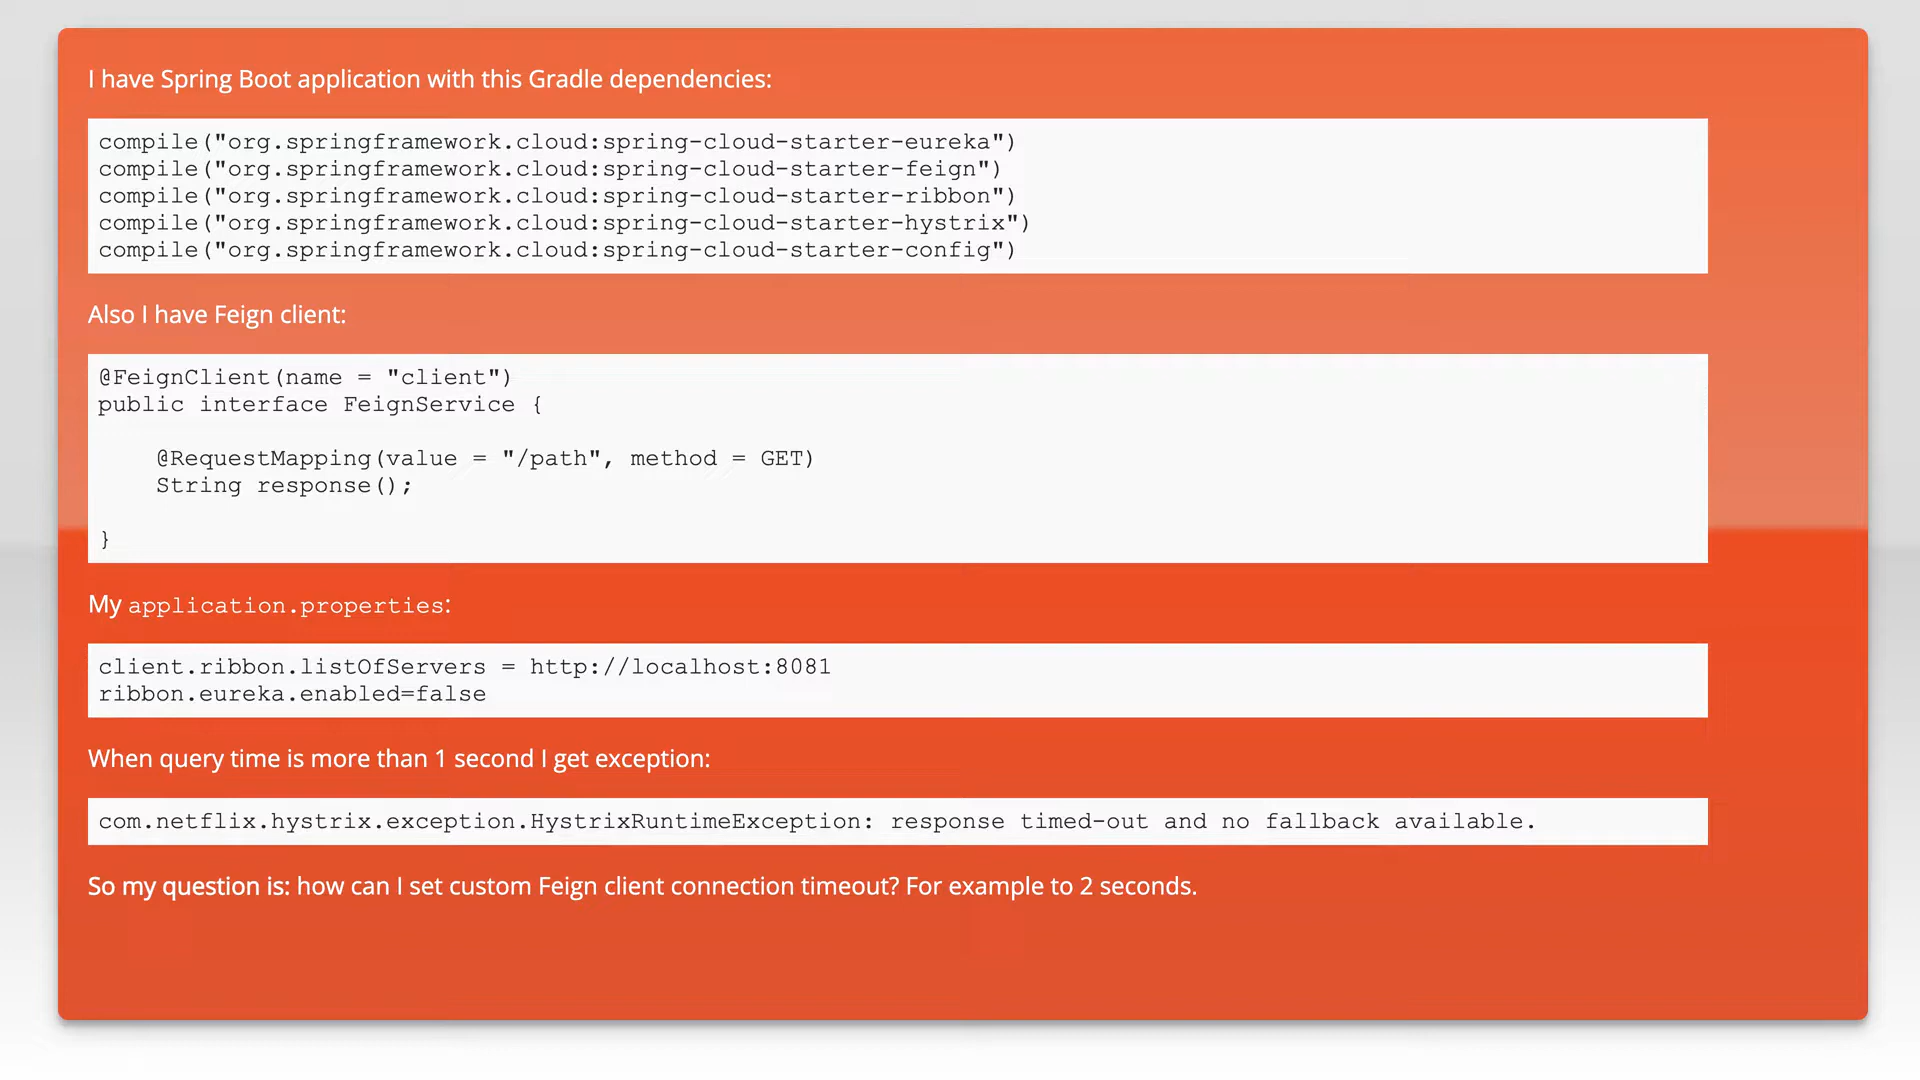 I have Spring Boot application with this Gradle dependencies:
compile("org.springframework.cloud:spring-cloud-starter-eureka")
compile("org.springframework.cloud:spring-cloud-starter-feign")
compile("org.springframework.cloud:spring-cloud-starter-ribbon")
compile("org.springframework.cloud:spring-cloud-starter-hystrix")
compile("org.springframework.cloud:spring-cloud-starter-config")
Also I have Feign client:
@FeignClient(name = "client")
public interface FeignService {
    @RequestMapping(value = "/path", method = GET)
    String response();
}
My application.properties:
client.ribbon.listOfServers = http://localhost:8081
ribbon.eureka.enabled=false
When query time is more than 1 second I get exception:
com.netflix.hystrix.exception.HystrixRuntimeException: response timed-out and no fallback available.
So my question is: how can I set custom Feign client connection timeout? For example to 2 seconds.